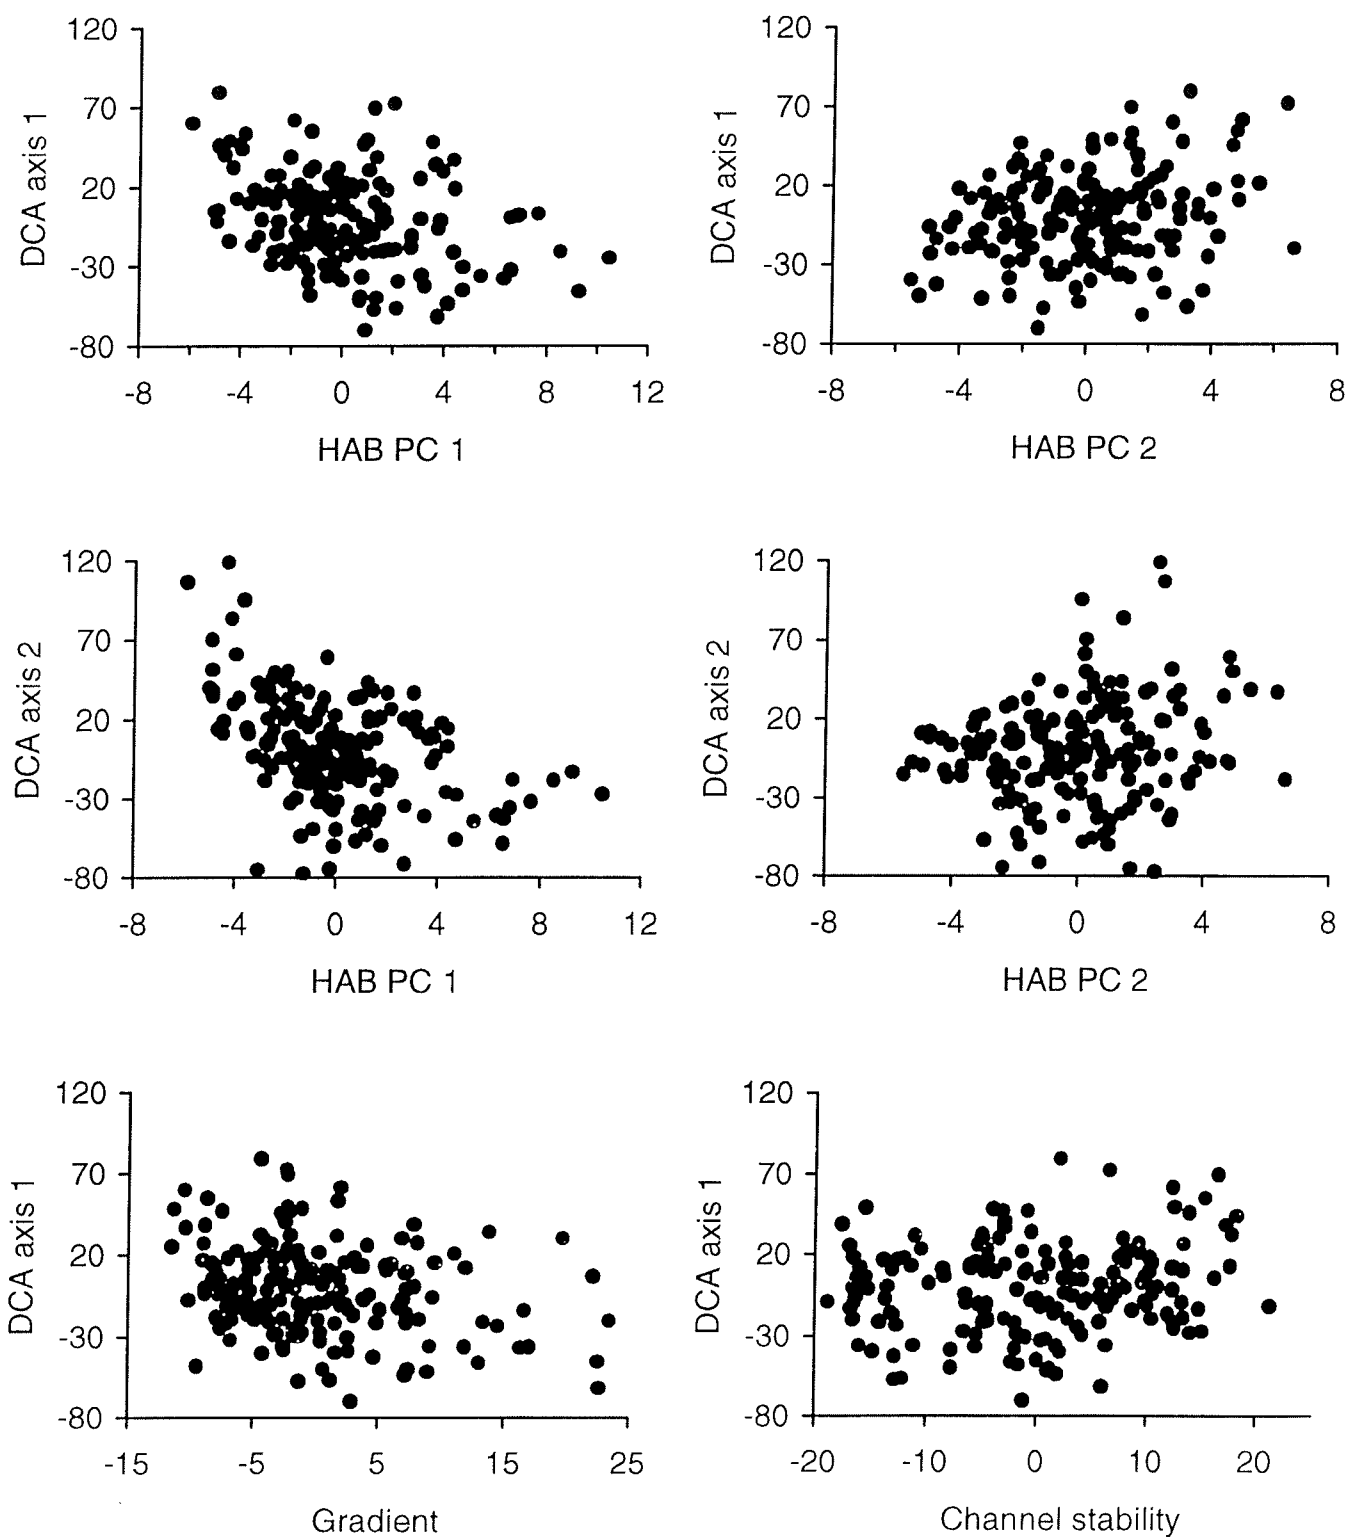 120
70
20
-30
-80
DCA axis 1
-8 -4 0 4 8 12
HAB PC 1
120
70
20
-30
-80
DCA axis 1
-8 -4 0 4 8
HAB PC 2
120
70
20
-30
-80
DCA axis 2
-8 -4 0 4 8 12
HAB PC 1
120
70
20
-30
-80
DCA axis 2
-8 -4 0 4 8
HAB PC 2
120
70
20
-30
-80
DCA axis 1
-15 -5 5 15 25
Gradient
120
70
20
-30
-80
DCA axis 1
-20 -10 0 10 20
Channel stability